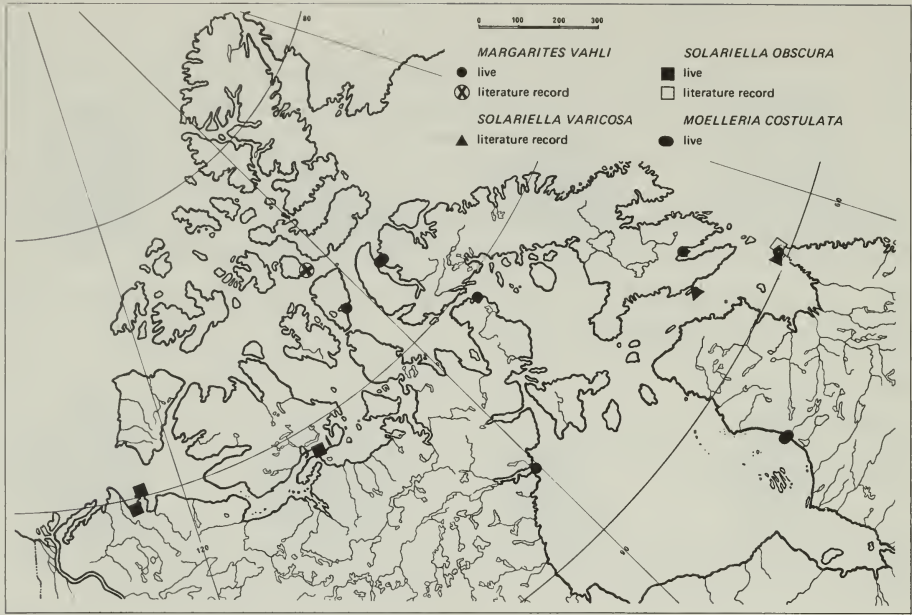 80
0 100 200 300
MARGARITES VAHLI
live
literature record
SOLARIELLA VARICOSA
literature record
SOLARIELLA OBSCURA
live
literature record
MOELLERIA COSTULATA
live
60
120
90